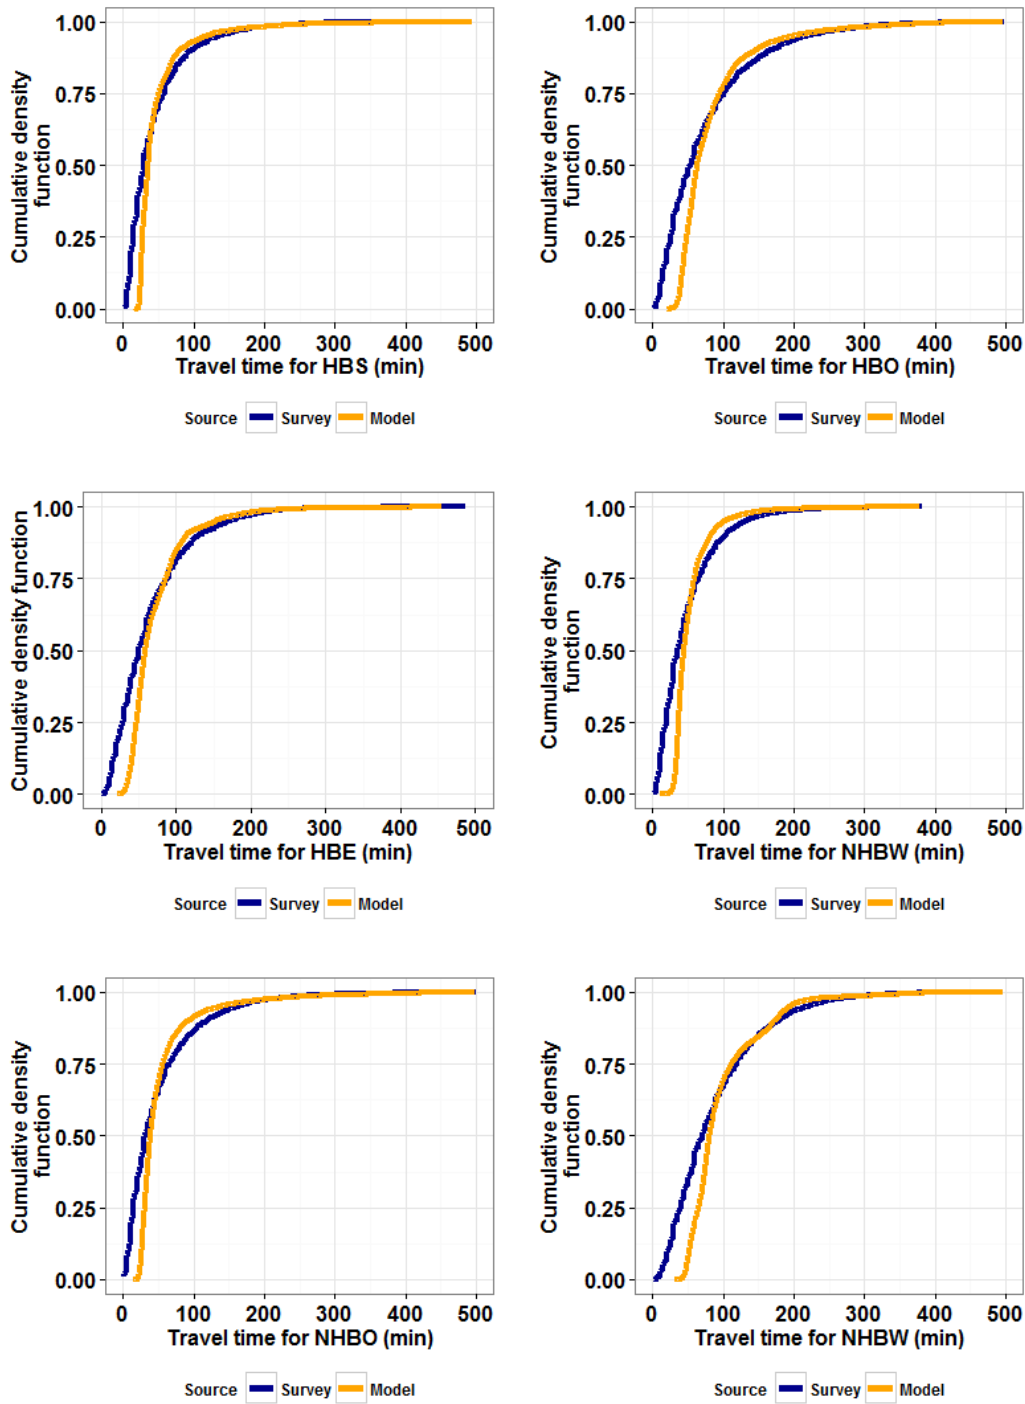 Cumulative density
function
1.00
0.75
0.50
0.25
0.00
0 100 200 300 400 500
Travel time for HBS (min)
Source Survey Model
Cumulative density
function
1.00
0.75
0.50
0.25
0.00
0 100 200 300 400 500
Travel time for HBO (min)
Source Survey Model
Cumulative density function
1.00
0.75
0.50
0.25
0.00
0 100 200 300 400 500
Travel time for HBE (min)
Source Survey Model
Cumulative density
function
1.00
0.75
0.50
0.25
0.00
0 100 200 300 400 500
Travel time for NHBW (min)
Source Survey Model
Cumulative density
function
1.00
0.75
0.50
0.25
0.00
0 100 200 300 400 500
Travel time for NHBO (min)
Source Survey Model
Cumulative density
function
1.00
0.75
0.50
0.25
0.00
0 100 200 300 400 500
Travel time for NHBW (min)
Source Survey Model